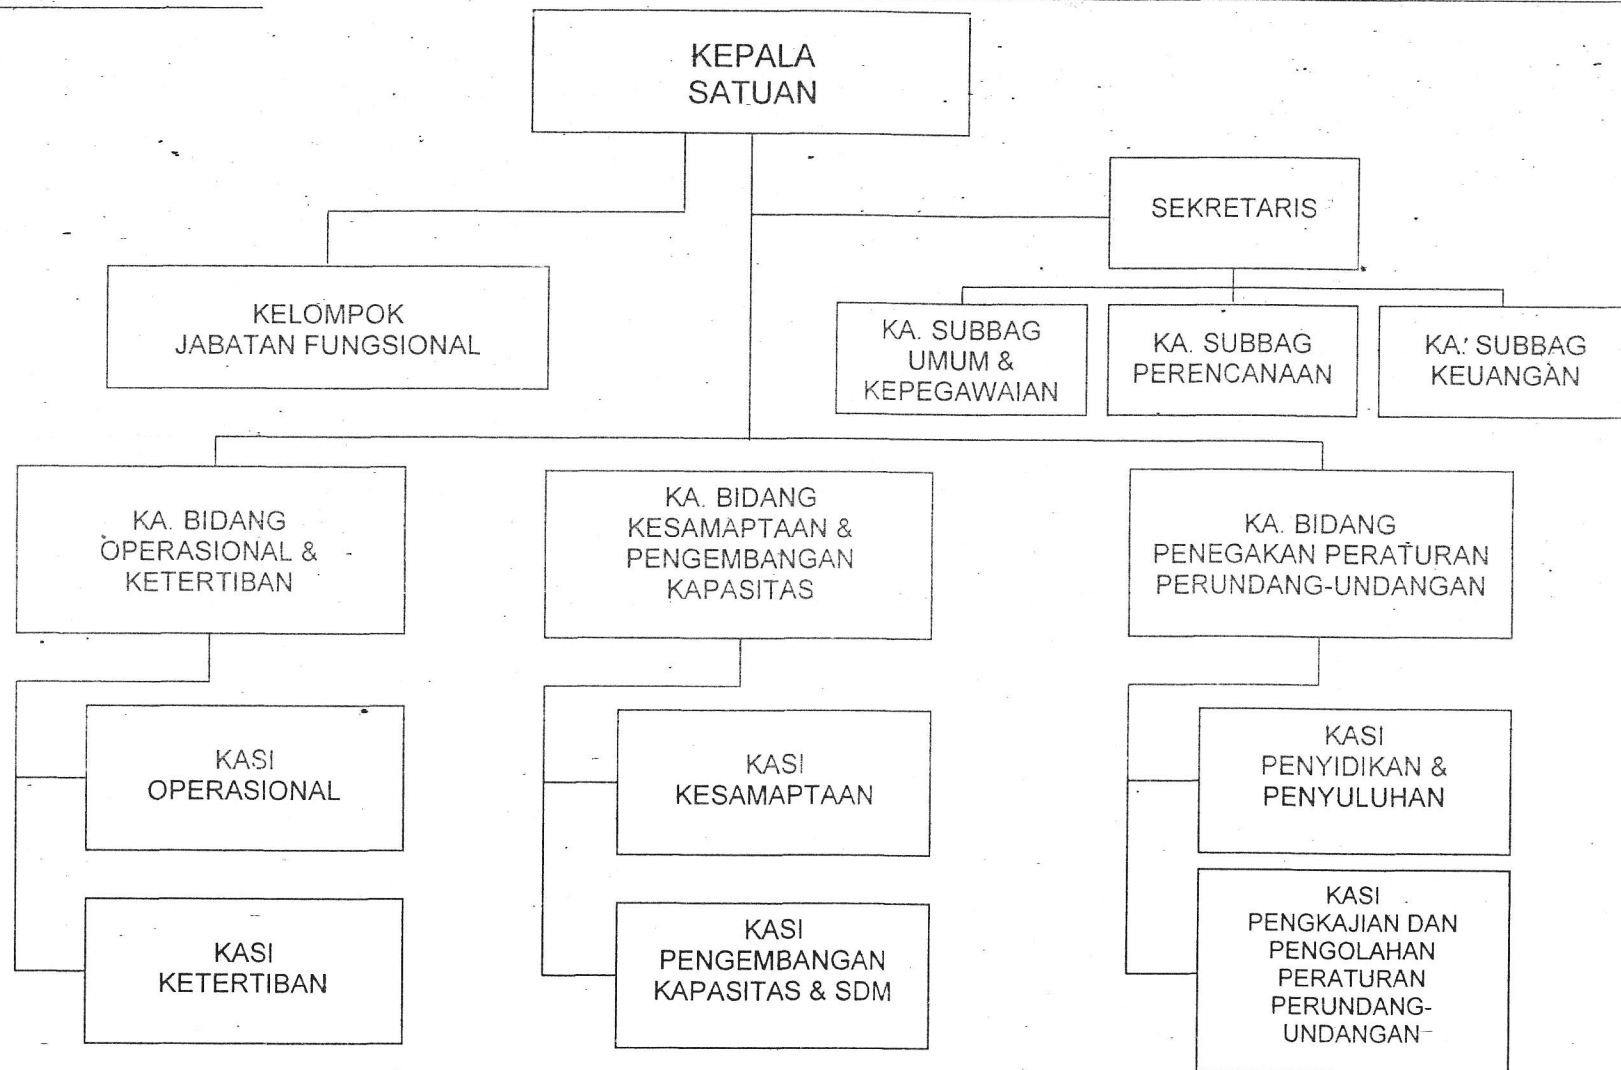 KEPALA
SATUAN
SEKRETARIS
KELOMPOK
JABATAN FUNGSIONAL
KA. SUBBAG
UMUM &
KEPEGAWAIAN
KA. SUBBAG
PERENCANAAN
KA. SUBBAG
KEUANGAN
KA. BIDANG
OPERASIONAL &
KETERTIBAN
KA. BIDANG
KESAMAPTAAN &
PENGEMBANGAN
KAPASITAS
KA. BIDANG
PENEGAKAN PERATURAN
PERUNDANG-UNDANGAN
KASI
OPERASIONAL
KASI
KESAMAPTAAN
KASI
PENYIDIKAN &
PENYULUHAN
KASI
KETERTIBAN
KASI
PENGEMBANGAN
KAPASITAS & SDM
KASI
PENGKAJIAN DAN
PENGOLAHAN
PERATURAN
PERUNDANG-
UNDANGAN